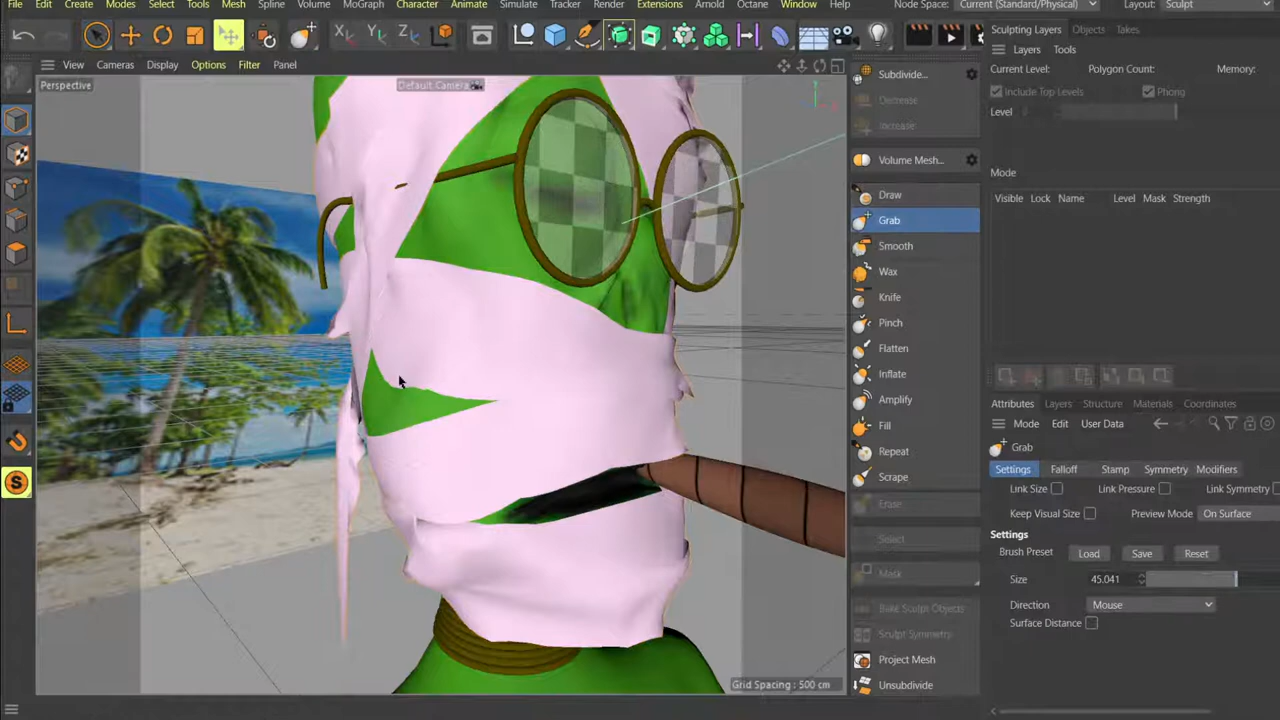 File Edit Create Modes Select Tools Spline Mesh Volume MoGraph Character Animate Simulate Tracker Render Extensions Arnold Octane Window Help Node Space: Current (Standard/Physical) Layout: Sculpt
X Y Z
Sculpting Layers Objects Takes
View Cameras Display Options Filter Panel
Layers Tools
Current Level: Polygon Count: Memory:
Include Top Levels Phong
Level
Mode
Visible Lock Name Level Mask Strength
Perspective
Default Camera
Grid Spacing : 500 cm
S
Subdivide...
Decrease
Increase
Volume Mesh...
Draw
Grab
Smooth
Wax
Knife
Pinch
Flatten
Inflate
Amplify
Fill
Repeat
Scrape
Erase
Select
Mask
Bake Sculpt Objects
Sculpt Symmetry
Project Mesh
Unsubdivide
Attributes Layers Structure Materials Coordinates
Mode Edit User Data
Grab
Settings Falloff Stamp Symmetry Modifiers
Link Size Link Pressure Link Symmetry
Keep Visual Size Preview Mode On Surface
Settings
Brush Preset Load Save Reset
Size 45.041
Direction Mouse
Surface Distance